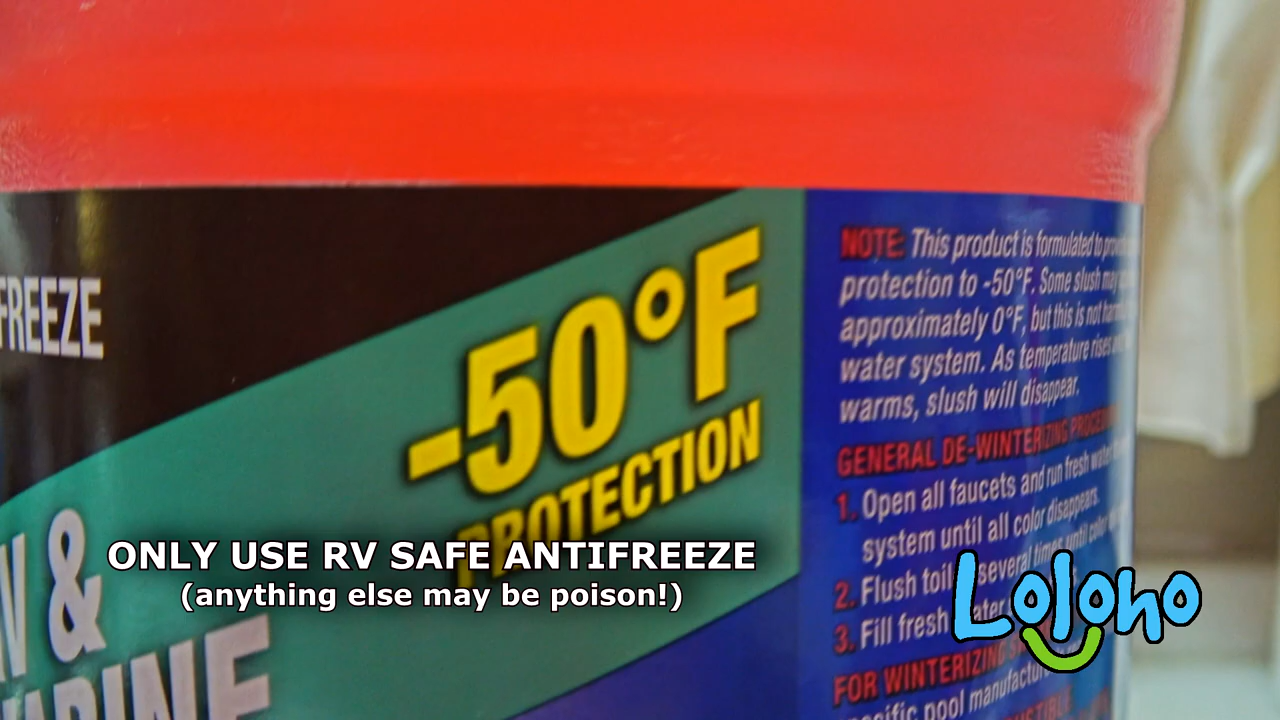 FREEZE
-50°F
PROTECTION
&
NOTE: This product is formulated to
protection to -50°F. Some slush may
approximately 0°F, but this is not
water system. As temperature rises
warms, slush will disappear.
GENERAL DE-WINTERIZING
1. Open all faucets and run fresh water
system until all color disappears.
2. Flush several times until color
3. Fill fresh
FOR WINTERIZING
pool
ONLY USE RV SAFE ANTIFREEZE
(anything else may be poison!)
Loloho